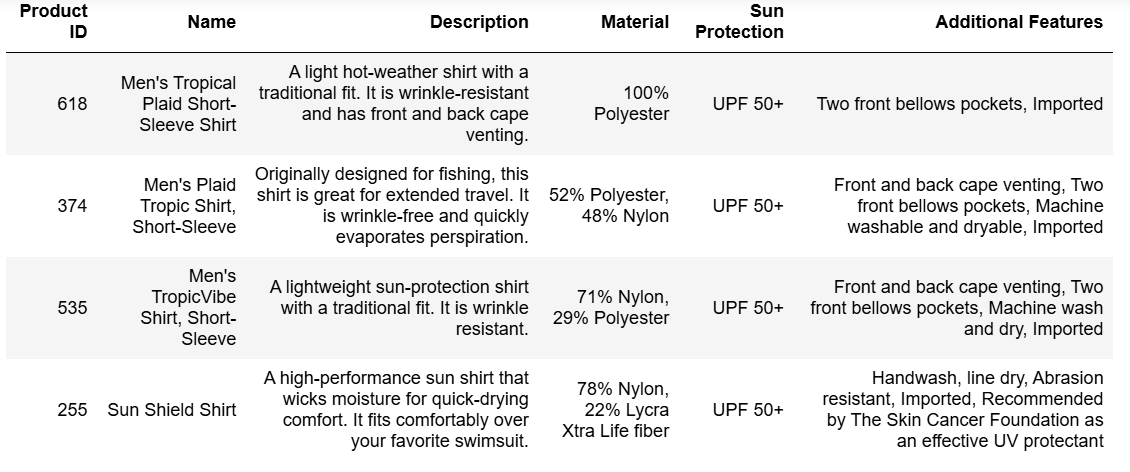 Product ID Name Description Material Sun Protection Additional Features
618 Men's Tropical Plaid Short-Sleeve Shirt A light hot-weather shirt with a traditional fit. It is wrinkle-resistant and has front and back cape venting. 100% Polyester UPF 50+ Two front bellows pockets, Imported
374 Men's Plaid Tropic Shirt, Short-Sleeve Originally designed for fishing, this shirt is great for extended travel. It is wrinkle-free and quickly evaporates perspiration. 52% Polyester, 48% Nylon UPF 50+ Front and back cape venting, Two front bellows pockets, Machine washable and dryable, Imported
535 Men's TropicVibe Shirt, Short-Sleeve A lightweight sun-protection shirt with a traditional fit. It is wrinkle resistant. 71% Nylon, 29% Polyester UPF 50+ Front and back cape venting, Two front bellows pockets, Machine wash and dry, Imported
255 Sun Shield Shirt A high-performance sun shirt that wicks moisture for quick-drying comfort. It fits comfortably over your favorite swimsuit. 78% Nylon, 22% Lycra Xtra Life fiber UPF 50+ Handwash, line dry, Abrasion resistant, Imported, Recommended by The Skin Cancer Foundation as an effective UV protectant